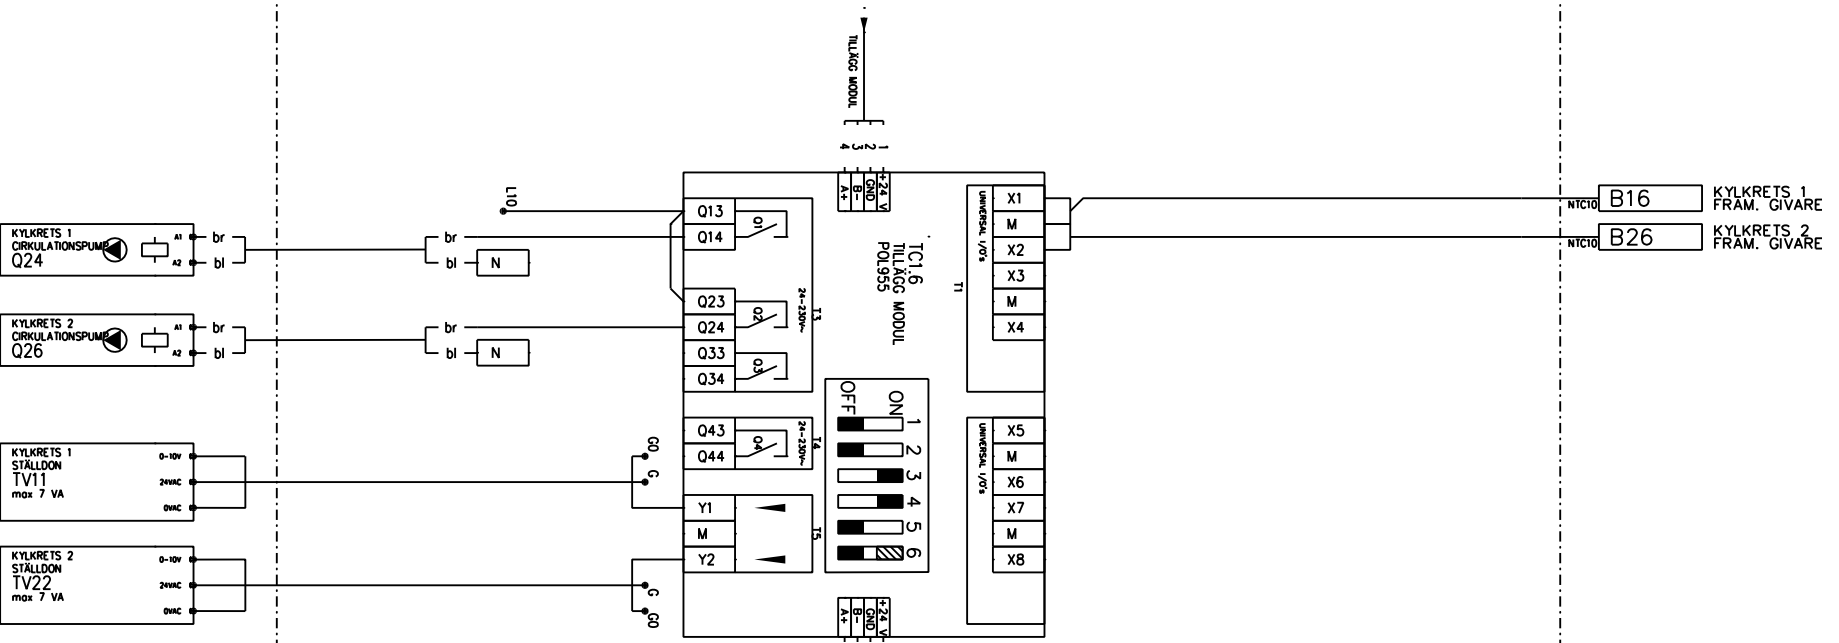 TILLÄGG MODUL
4 3 2 1
A+ B- GND +24 V
L10
KYLKRETS 1
CIRKULATIONSPUMP
Q24
A1
A2
br
bl
br
bl
N
KYLKRETS 2
CIRKULATIONSPUMP
Q26
A1
A2
br
bl
br
bl
N
KYLKRETS 1
STÄLLDON
TV11
max 7 VA
0-10V
24VAC
0VAC
G0
G
KYLKRETS 2
STÄLLDON
TV22
max 7 VA
0-10V
24VAC
0VAC
G
G0
Q13
Q14
Q1
Q23
Q24
Q2
Q33
Q34
Q3
24-230V~
T3
Q43
Q44
Q4
24-230V~
T4
Y1
M
Y2
T5
TC1.6
TILLÄGG MODUL
POL955
OFF ON
1
2
3
4
5
6
A+ B- GND +24 V
T1
UNIVERSAL I/O's
X1
M
X2
X3
M
X4
UNIVERSAL I/O's
X5
M
X6
X7
M
X8
NTC10
B16
KYLKRETS 1
FRAM. GIVARE
NTC10
B26
KYLKRETS 2
FRAM. GIVARE